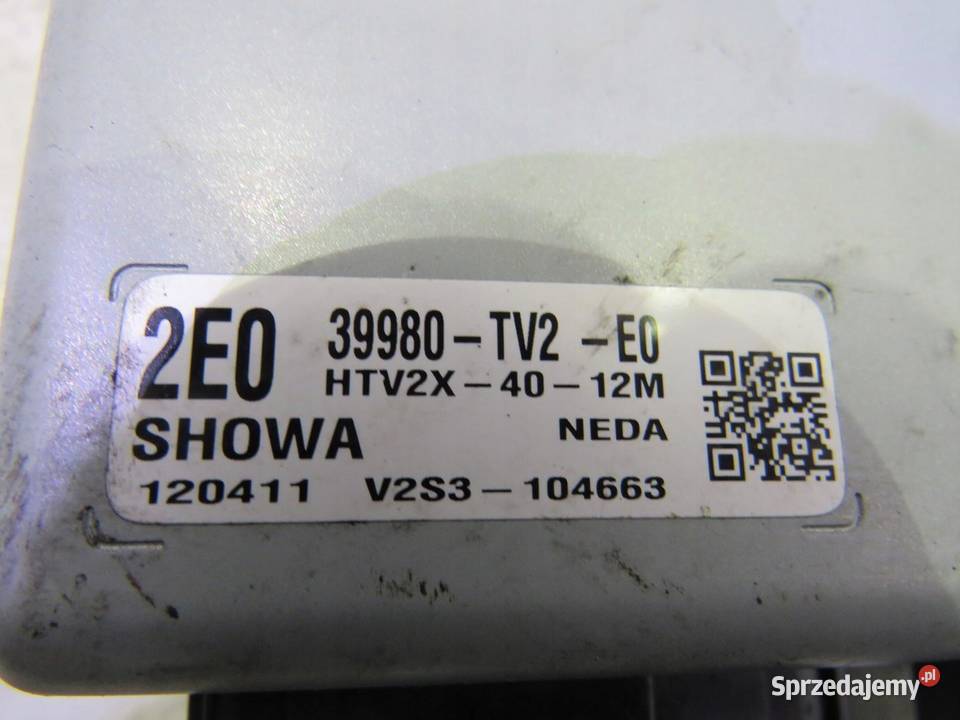 2E0 39980-TV2 -E0
HTV2X-40-12M
SHOWA NEDA
120411 V2S3-104663
Sprzedajemy.pl